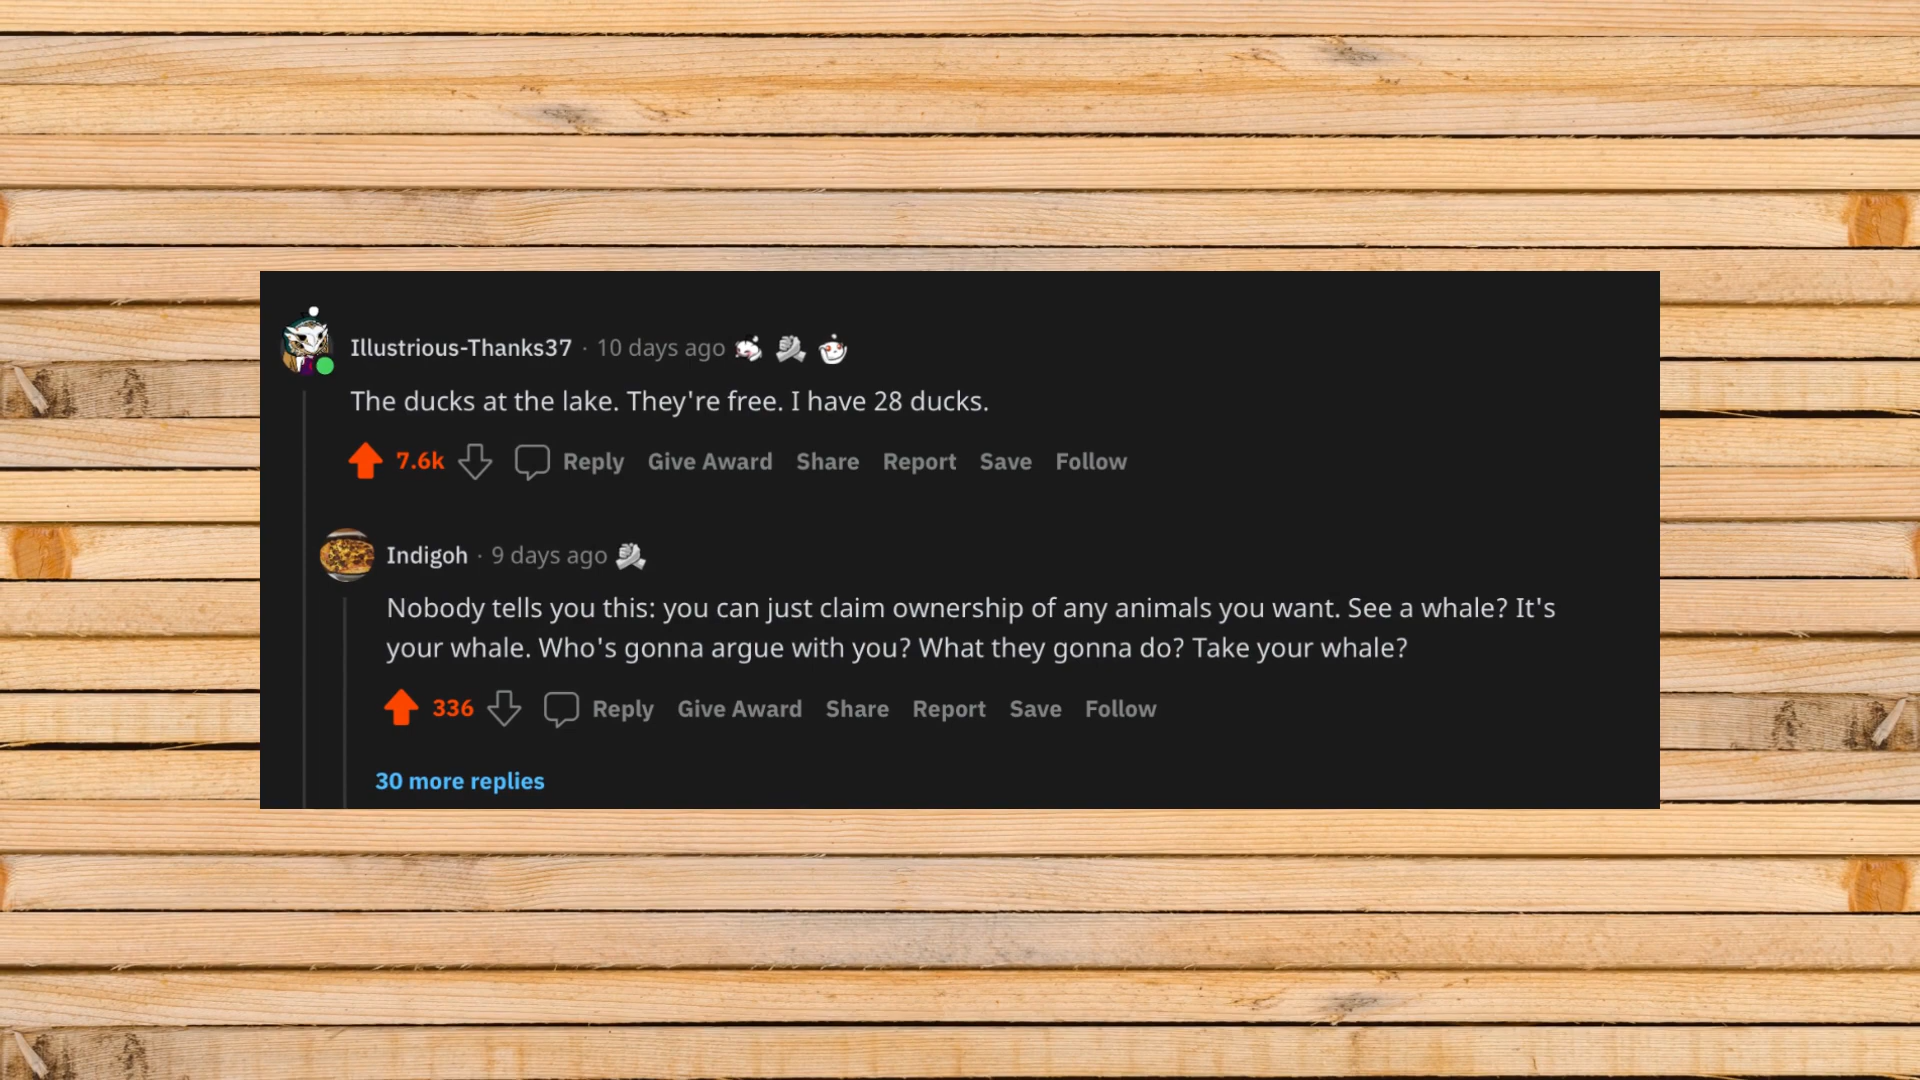 Illustrious-Thanks37 · 10 days ago
The ducks at the lake. They're free. I have 28 ducks.
7.6k Reply Give Award Share Report Save Follow
Indigoh · 9 days ago
Nobody tells you this: you can just claim ownership of any animals you want. See a whale? It's
your whale. Who's gonna argue with you? What they gonna do? Take your whale?
336 Reply Give Award Share Report Save Follow
30 more replies